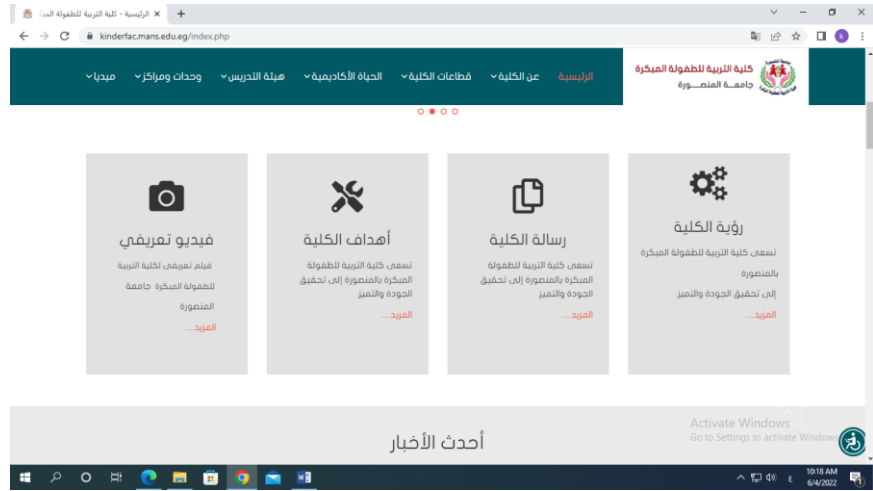 الرئيسية - كلية التربية للطفولة المبـ
kinderfac.mans.edu.eg/index.php
كلية التربية للطفولة المبكرة
جامعـــة المنصـــــورة
الرئيسية
عن الكلية
قطاعات الكلية
الحياة الأكاديمية
هيئة التدريس
وحدات ومراكز
ميديا
رؤية الكلية
تسعى كلية التربية للطفولة المبكرة
بالمنصورة
إلى تحقيق الجودة والتميز.
المزيد....
رسالة الكلية
تسعى كلية التربية للطفولة
المبكرة بالمنصورة إلى تحقيق
الجودة والتميز.
المزيد....
أهداف الكلية
تسعى كلية التربية للطفولة
المبكرة بالمنصورة إلى تحقيق
الجودة والتميز.
المزيد....
فيديو تعريفي
فيلم تعريفى لكلية التربية
للطفولة المبكرة جامعة
المنصورة
المزيد....
أحدث الأخبار
Activate Windows
Go to Settings to activate Windows
10:18 AM
6/4/2022